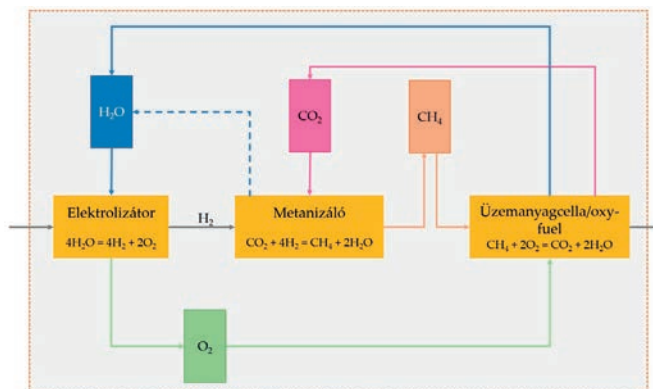 H₂O
CO₂
CH₄
Elektrolizátor
4H₂O = 4H₂ + 2O₂
H₂
Metanizáló
CO₂ + 4H₂ = CH₄ + 2H₂O
Üzemanyagcella/oxy-
fuel
CH₄ + 2O₂ = CO₂ + 2H₂O
O₂